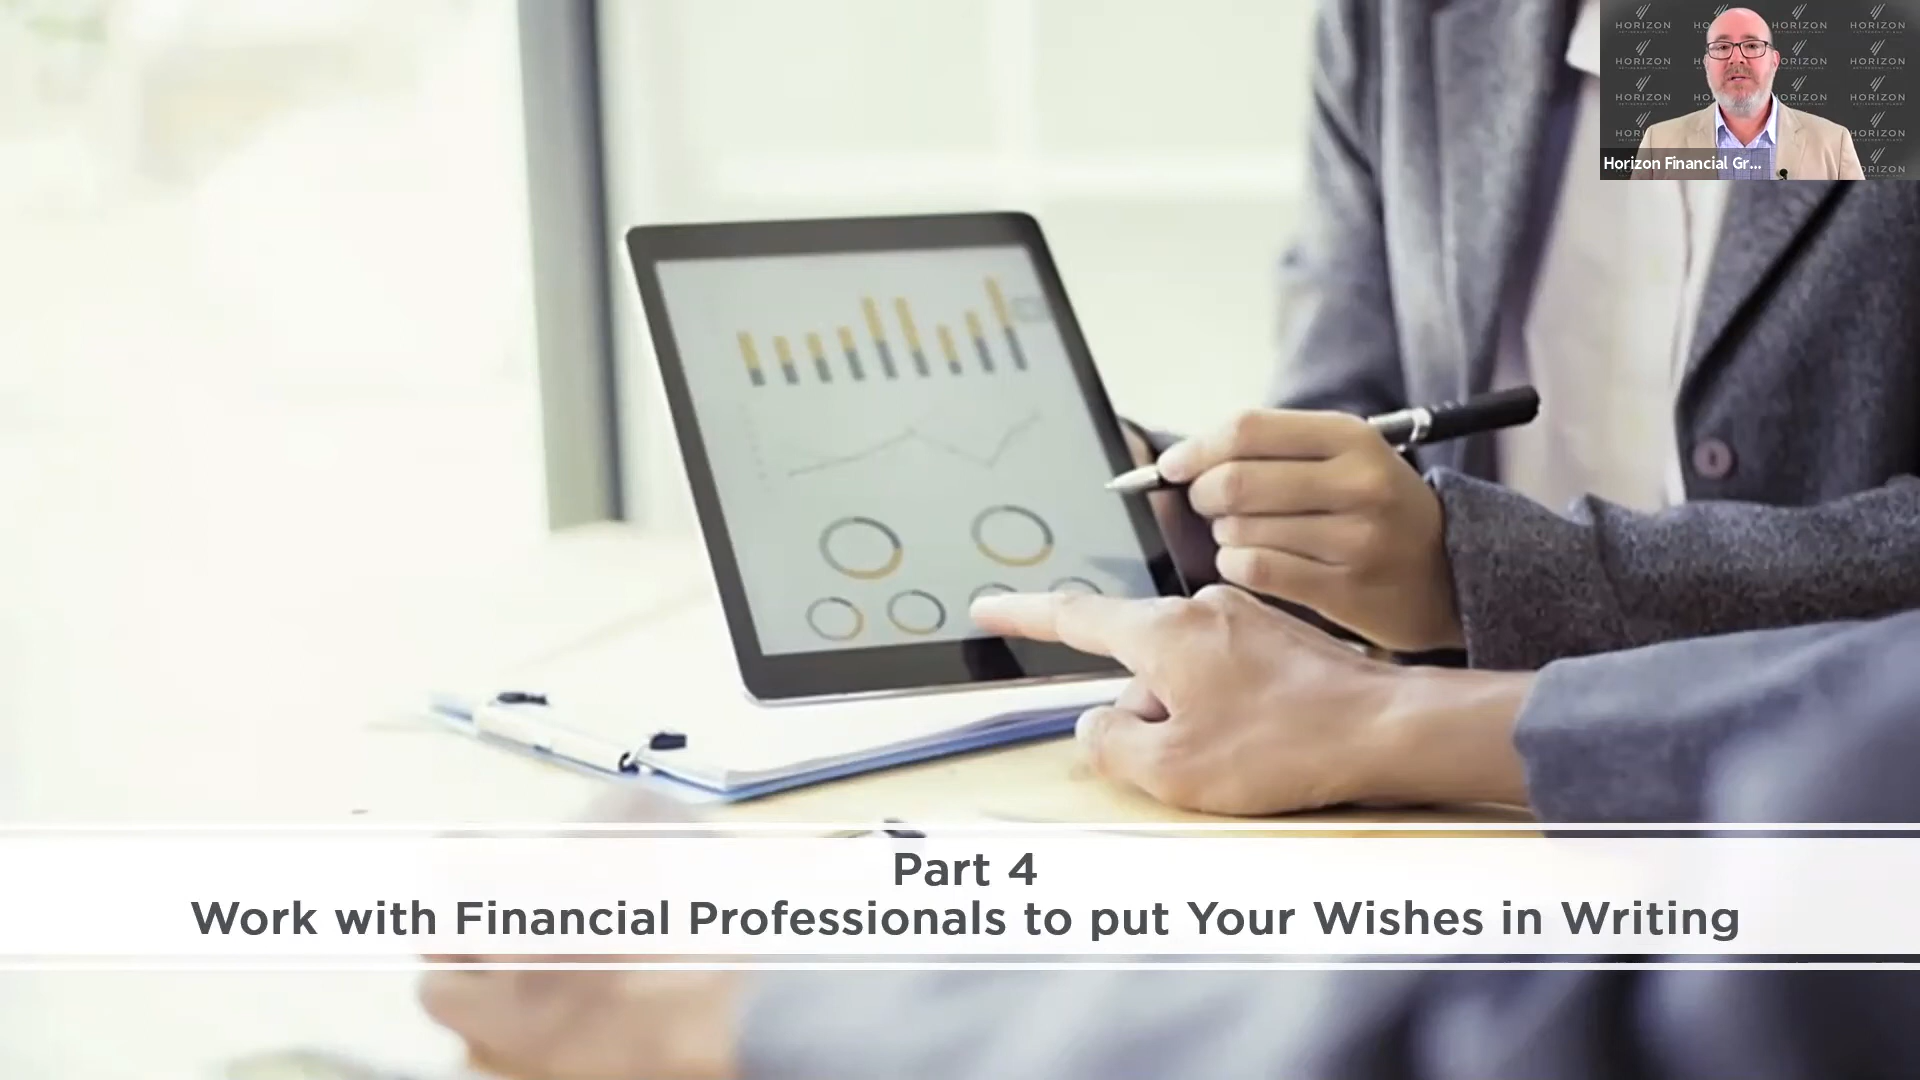 HORIZON HORIZON HORIZON
HORIZON HORIZON
HORIZON HORIZON
HORIZON
HORIZON
Horizon Financial Gr...
Part 4
Work with Financial Professionals to put Your Wishes in Writing